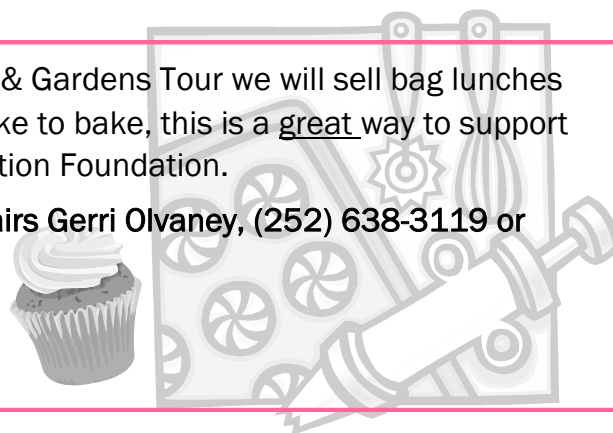 & Gardens Tour we will sell bag lunches
ke to bake, this is a great way to support
tion Foundation.
irs Gerri Olvaney, (252) 638-3119 or